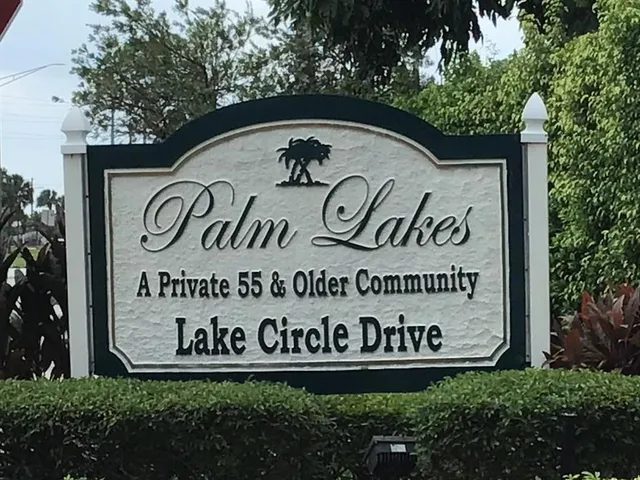 Palm Lakes
A Private 55 & Older Community
Lake Circle Drive